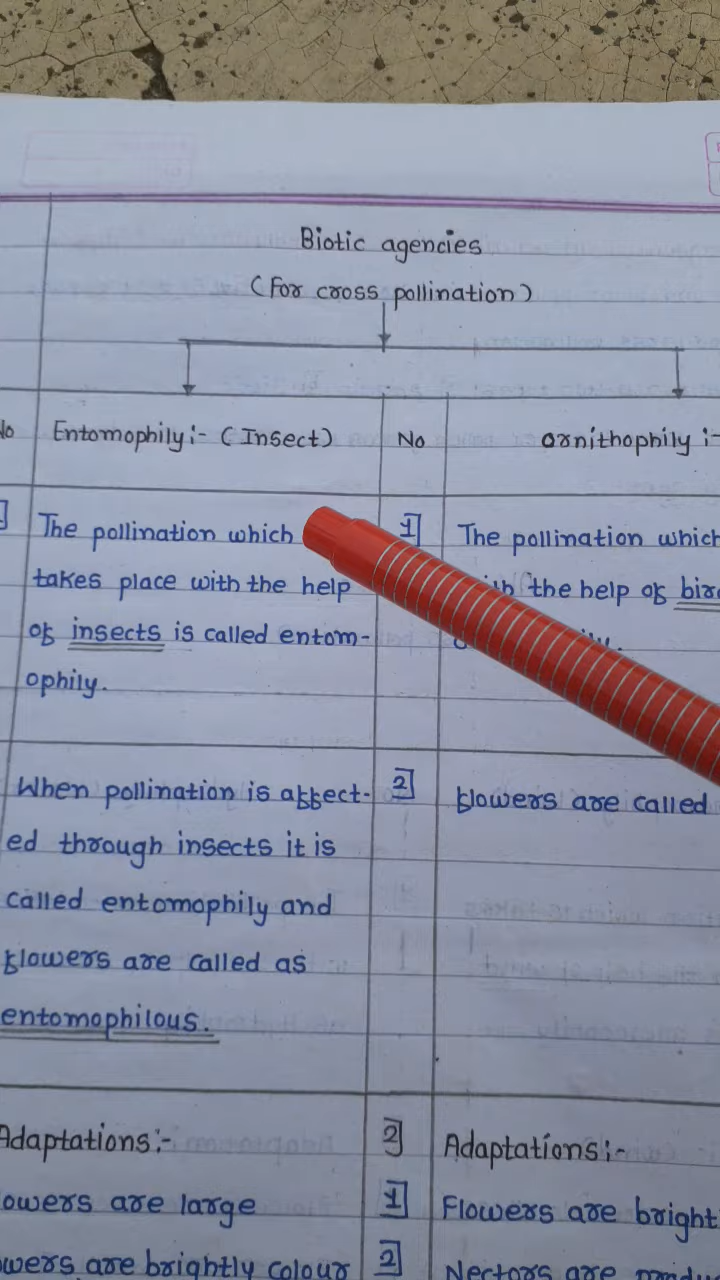 Biotic agencies
(For cross pollination)
No Entomophily :- (Insect) No Ornithophily :-
The pollination which
takes place with the help
of insects is called entom-
ophily.
1] The pollination which
the help of
When pollination is affect-
ed through insects it is
called entomophily and
flowers are called as
entomophilous.
2] flowers are called
Adaptations :-
are large
are brightly colour
2] Adaptations :-
1] Flowers are bright
2] Nectors are